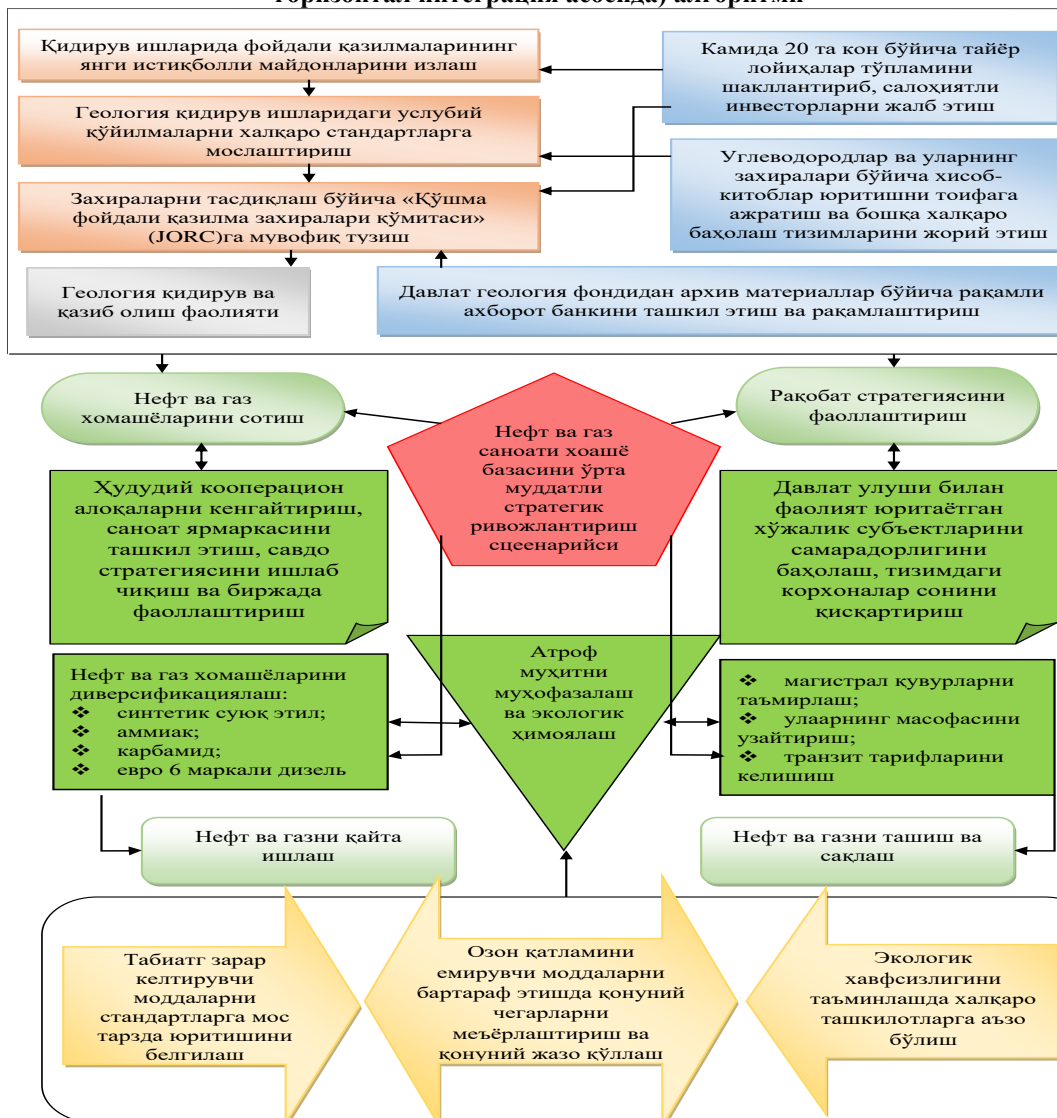 горизонтал интеграция асосида) алгоритми
Қидирув ишларида фойдали қазилмаларининг
янги истиқболли майдонларини излаш
Геология қидирув ишларидаги услубий
қўйилмаларни халқаро стандартларга
мослаштириш
Захираларни тасдиқлаш бўйича «Қўшма
фойдали қазилма захиралари қўмитаси»
(JORC)га мувофиқ тузиш
Геология қидирув ва
қазиб олиш фаолияти
Камида 20 та кон бўйича тайёр
лойиҳалар тўпламини
шакллантириб, салоҳиятли
инвесторларни жалб этиш
Углеводородлар ва уларнинг
захиралари бўйича хисоб-
китоблар юритишни тоифага
ажратиш ва бошқа халқаро
баҳолаш тизимларини жорий этиш
Давлат геология фондидан архив материаллар бўйича рақамли
ахборот банкини ташкил этиш ва рақамлаштириш
Нефт ва газ
хомашёларини сотиш
Нефт ва газ
саноати хоашё
базасини ўрта
муддатли
стратегик
ривожлантириш
сцеенарийси
Рақобат стратегиясини
фаоллаштириш
Ҳудудий кооперацион
алоқаларни кенгайтириш,
саноат ярмаркасини
ташкил этиш, савдо
стратегиясини ишлаб
чиқиш ва биржада
фаоллаштириш
Давлат улуши билан
фаолият юритаётган
хўжалик субъектларини
самарадорлигини
баҳолаш, тизимдаги
корхоналар сонини
қисқартириш
Нефт ва газ хомашёларини
диверсификациялаш:
❖ синтетик суюқ этил;
❖ аммиак;
❖ карбамид;
❖ евро 6 маркали дизель
Атроф
муҳитни
муҳофазалаш
ва экологик
ҳимоялаш
❖ магистрал қувурларни
таъмирлаш;
❖ улаарнинг масофасини
узайтириш;
❖ транзит тарифларини
келишиш
Нефт ва газни қайта
ишлаш
Нефт ва газни ташиш ва
сақлаш
Табиатг зарар
келтирувчи
моддаларни
стандартларга мос
тарзда юритишини
белгилаш
Озон қатламини
емирувчи моддаларни
бартараф этишда қонуний
чегарларни
меъёрлаштириш ва
қонуний жазо қўллаш
Экологик
хавфсизлигини
таъминлашда халқаро
ташкилотларга аъзо
бўлиш